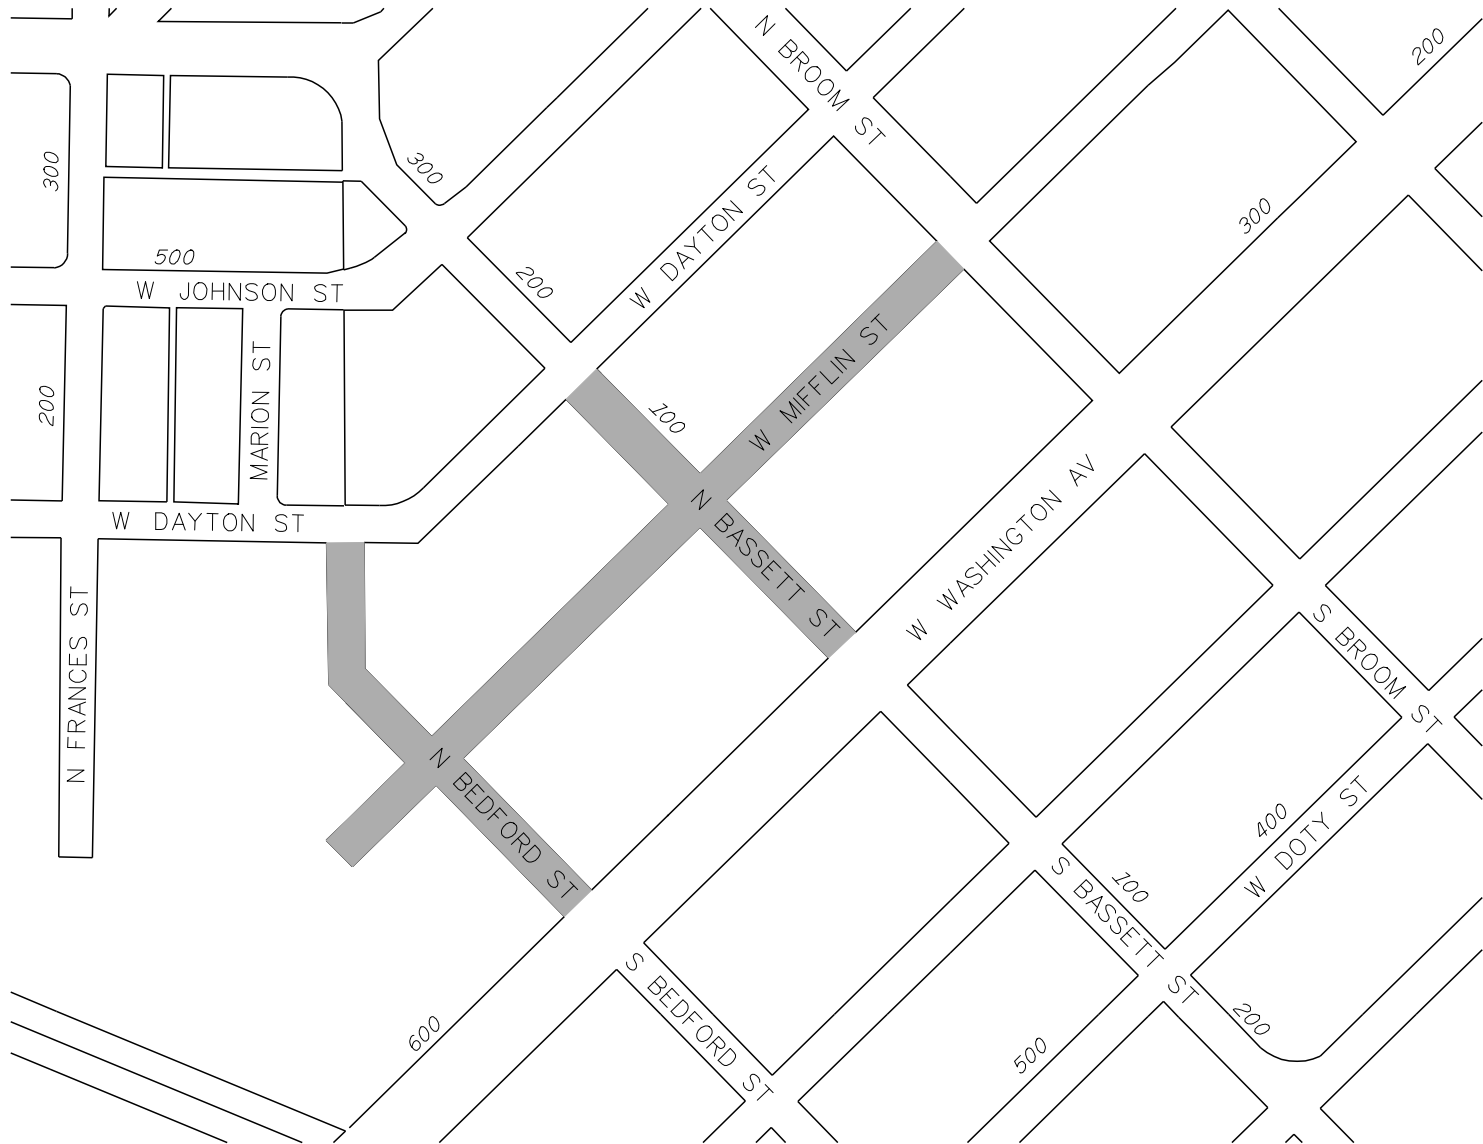 N BROOM ST
200
300
300
W DAYTON ST
300
500
200
W JOHNSON ST
W MIFFLIN ST
MARION ST
200
100
W DAYTON ST
N BASSETT ST
W WASHINGTON AV
N FRANCES ST
S BROOM ST
N BEDFORD ST
W DOTY ST
400
100
S BASSETT ST
S BEDFORD ST
200
600
500